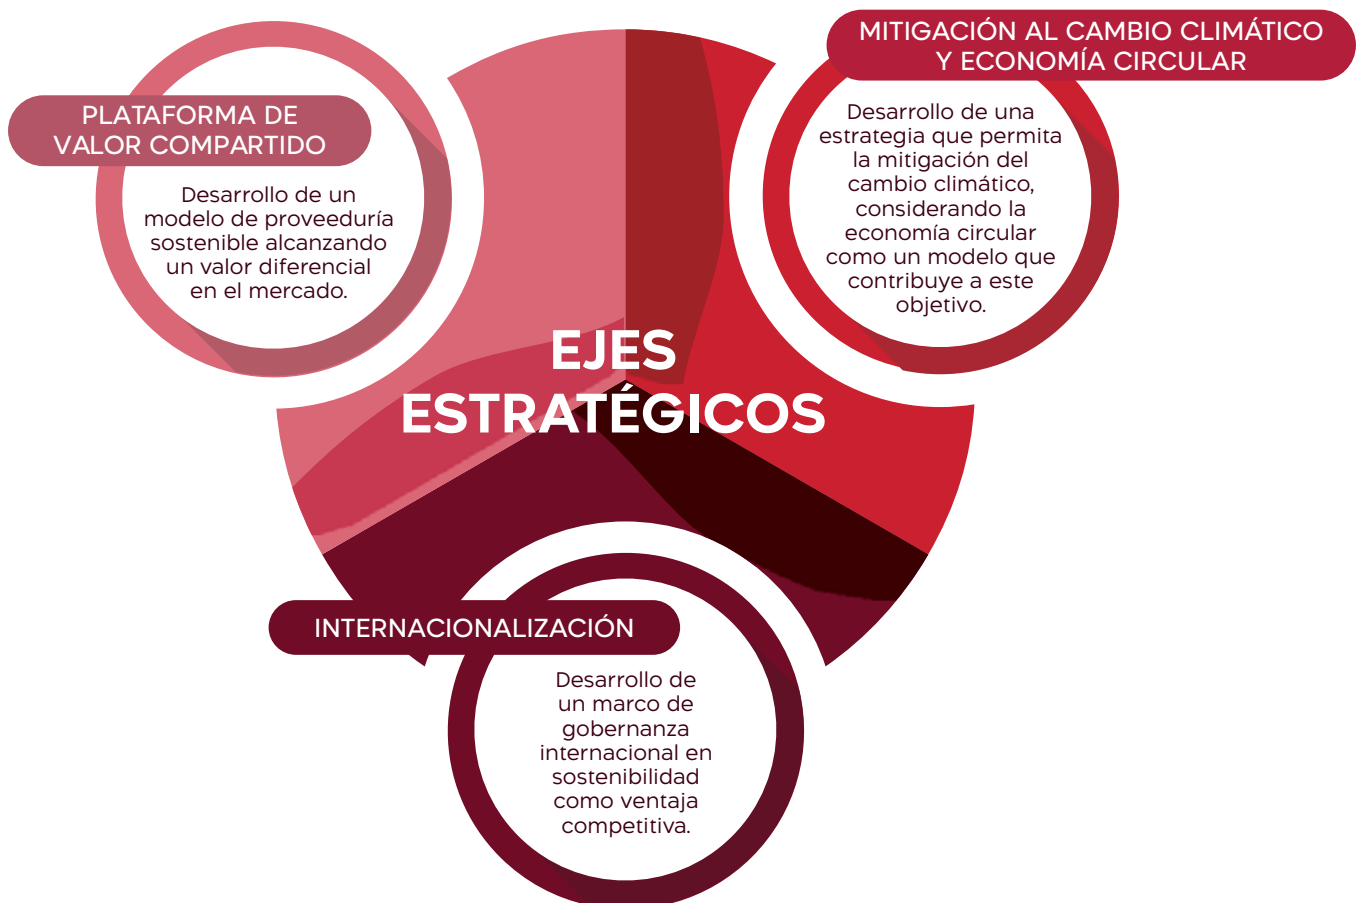 PLATAFORMA DE
VALOR COMPARTIDO
Desarrollo de un
modelo de proveeduría
sostenible alcanzando
un valor diferencial
en el mercado.
MITIGACIÓN AL CAMBIO CLIMÁTICO
Y ECONOMÍA CIRCULAR
Desarrollo de una
estrategia que permita
la mitigación del
cambio climático,
considerando la
economía circular
como un modelo que
contribuye a este
objetivo.
EJES
ESTRATÉGICOS
INTERNACIONALIZACIÓN
Desarrollo de
un marco de
gobernanza
internacional en
sostenibilidad
como ventaja
competitiva.